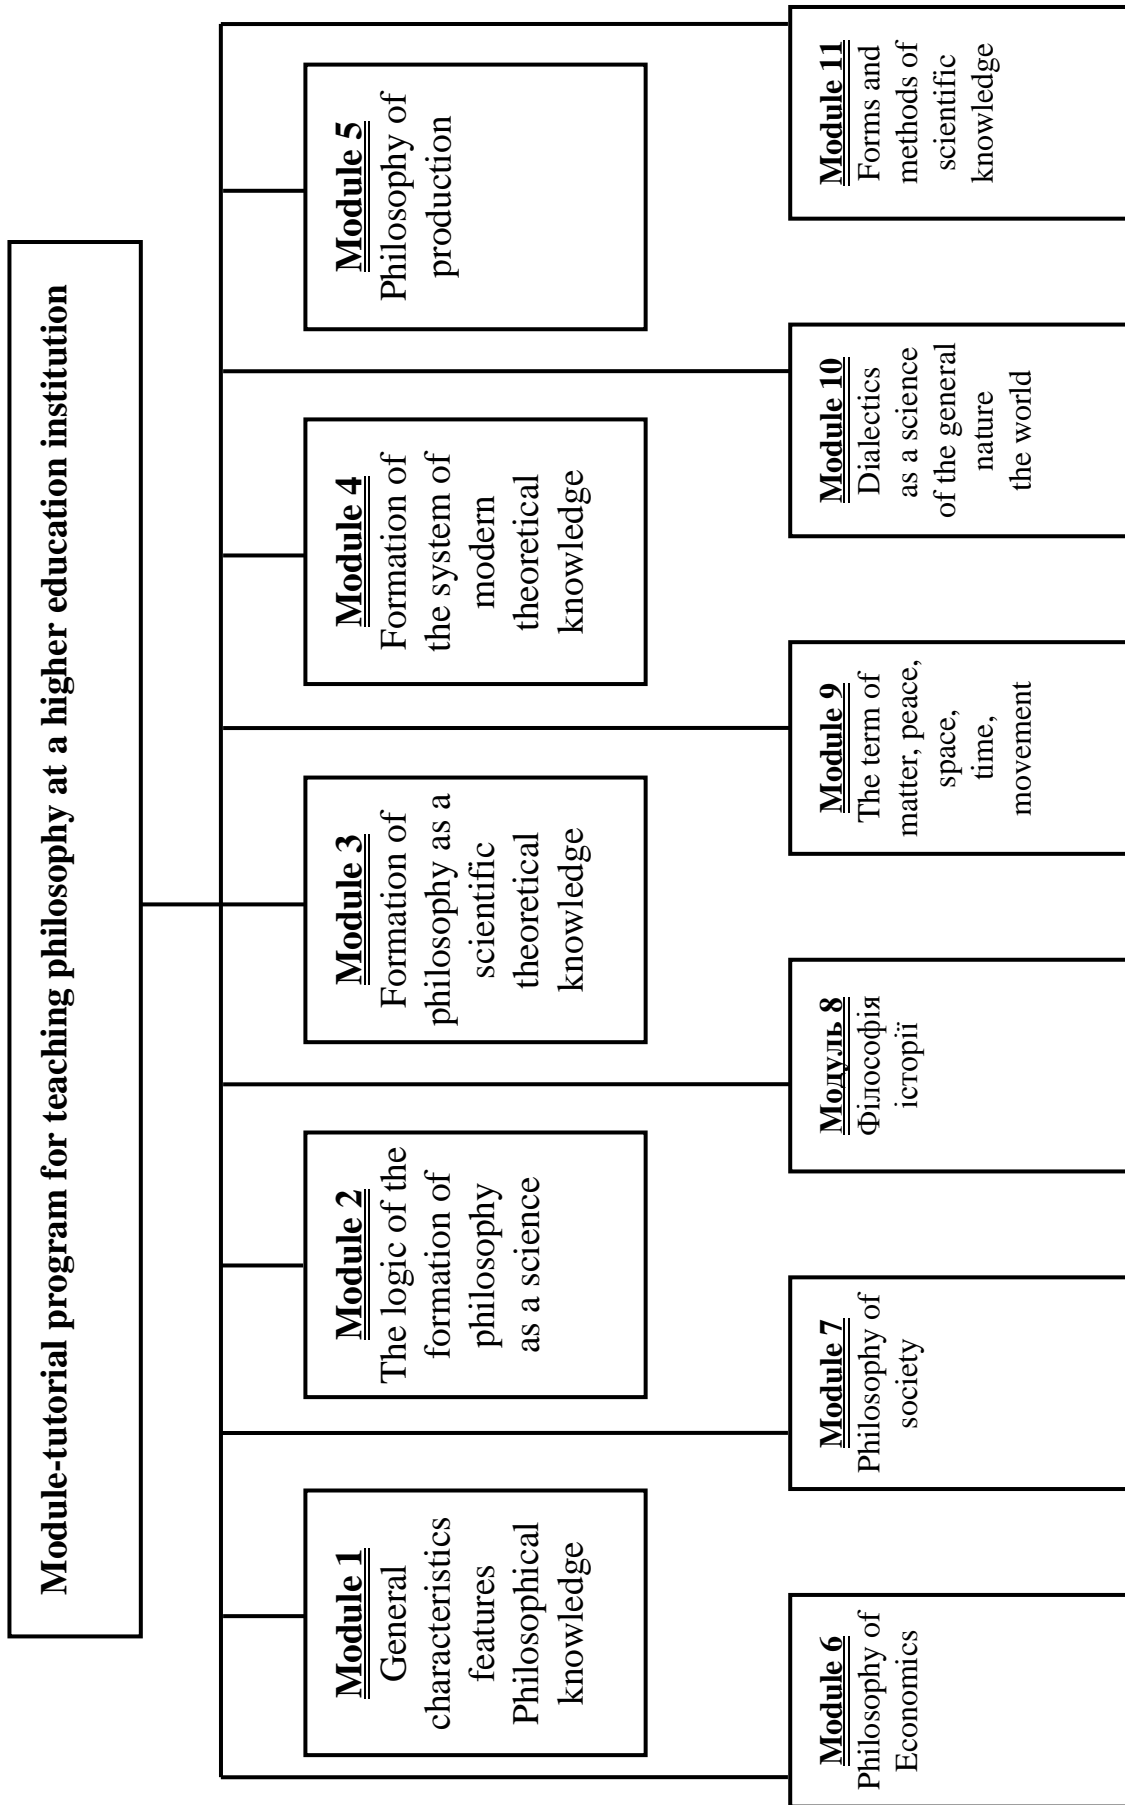 Module-tutorial program for teaching philosophy at a higher education institution
Module 1
General
characteristics
features
Philosophical
knowledge
Module 2
The logic of the
formation of
philosophy
as a science
Module 3
Formation of
philosophy as a
scientific
theoretical
knowledge
Module 4
Formation of
the system of
modern
theoretical
knowledge
Module 5
Philosophy of
production
Module 6
Philosophy of
Economics
Module 7
Philosophy of
society
Модуль 8
Філософія
історії
Module 9
The term of
matter, peace,
space,
time,
movement
Module 10
Dialectics
as a science
of the general
nature
the world
Module 11
Forms and
methods of
scientific
knowledge